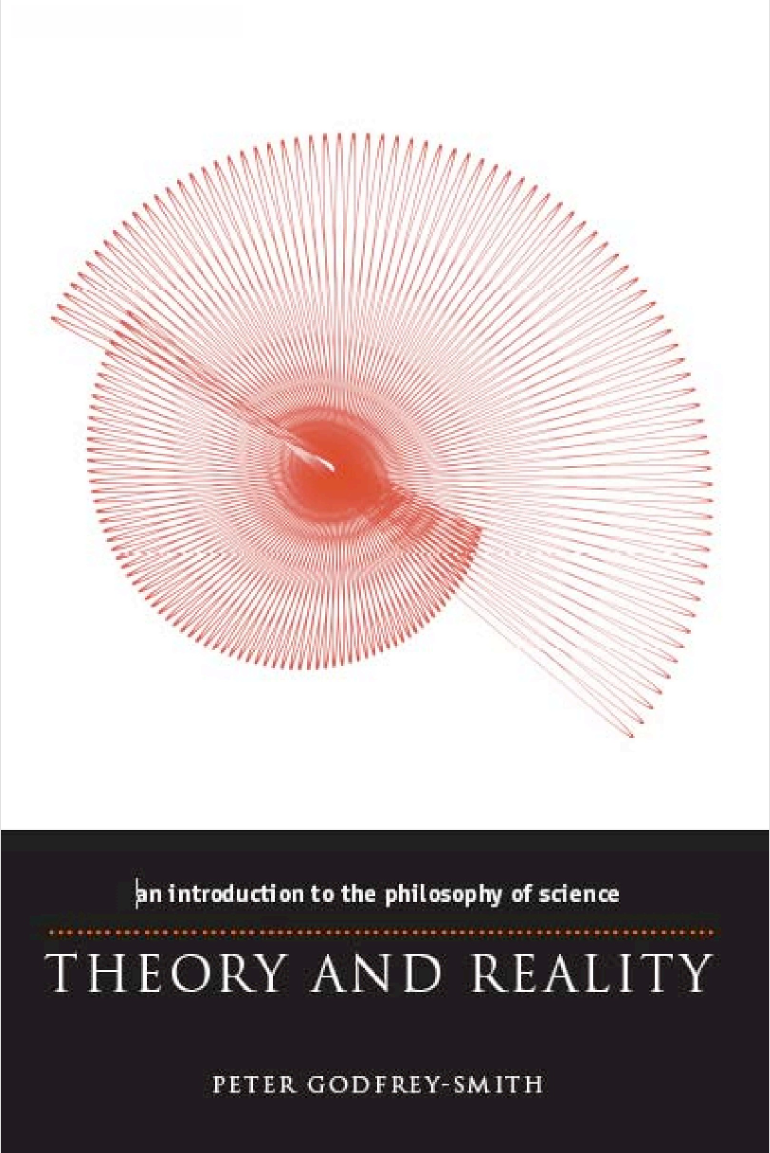 an introduction to the philosophy of science
THEORY AND REALITY
PETER GODFREY-SMITH